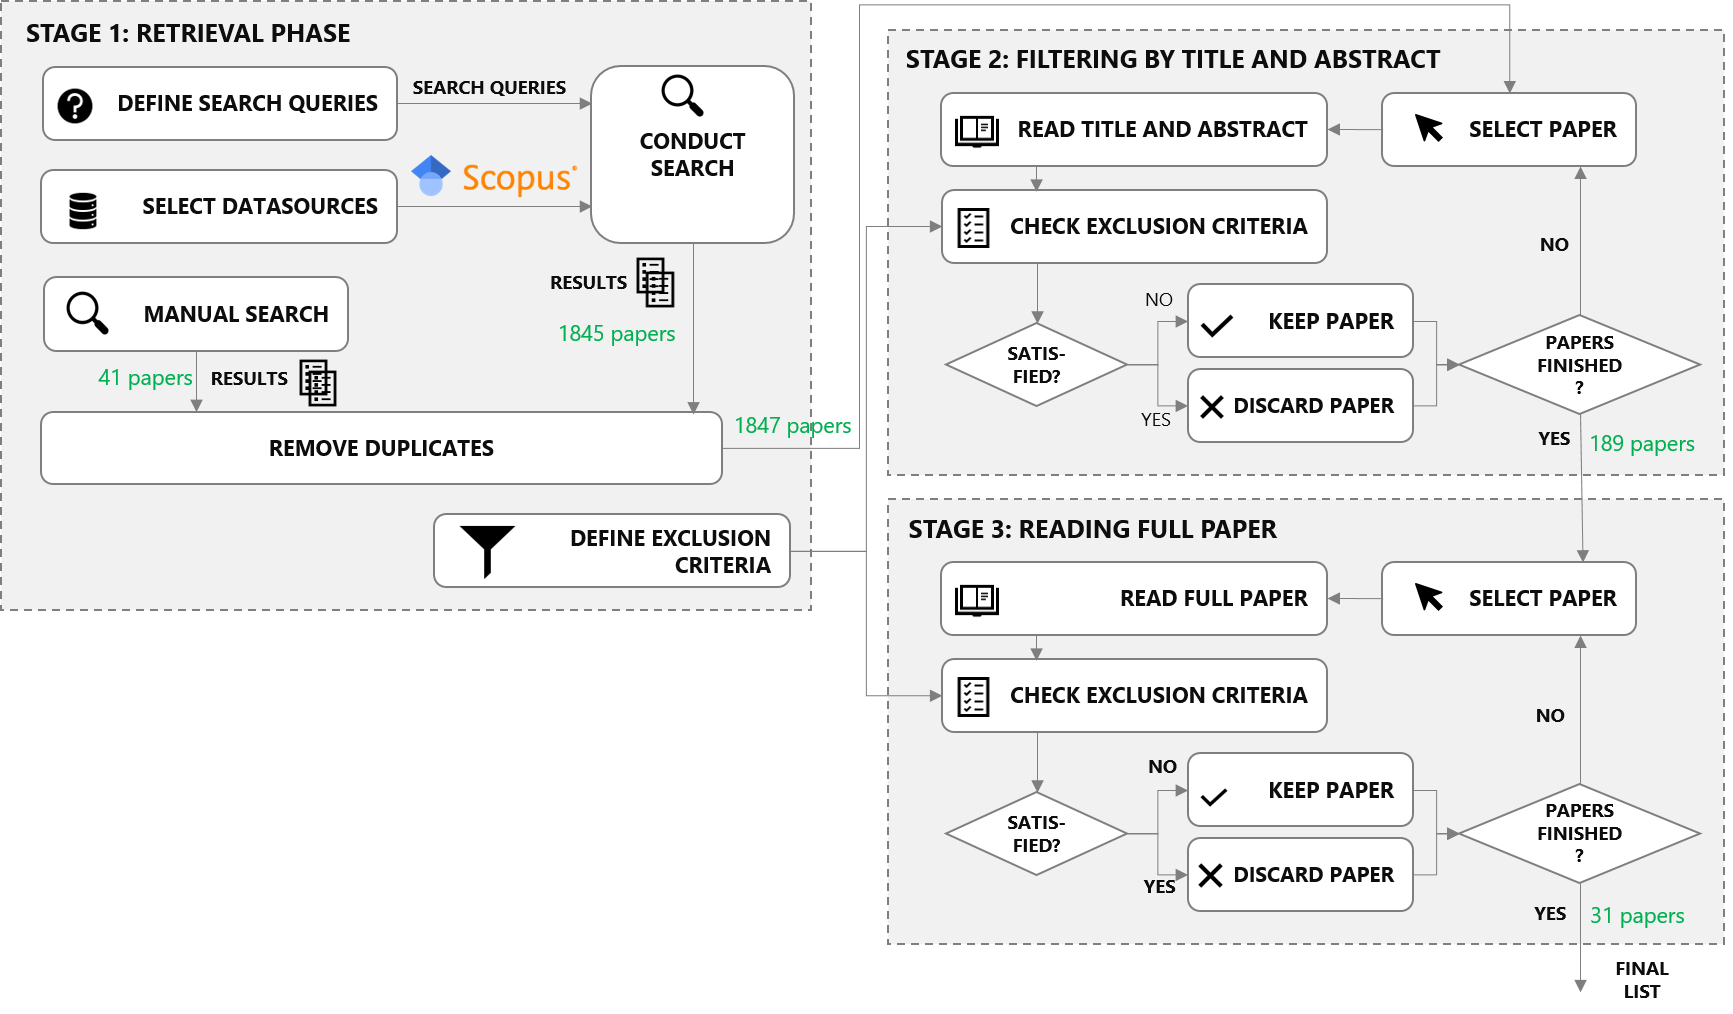 STAGE 1: RETRIEVAL PHASE
DEFINE SEARCH QUERIES
SEARCH QUERIES
CONDUCT
SEARCH
SELECT DATASOURCES
Scopus
MANUAL SEARCH
RESULTS
1845 papers
41 papers
RESULTS
REMOVE DUPLICATES
1847 papers
DEFINE EXCLUSION
CRITERIA
STAGE 2: FILTERING BY TITLE AND ABSTRACT
READ TITLE AND ABSTRACT
SELECT PAPER
CHECK EXCLUSION CRITERIA
NO
SATIS-
FIED?
NO
KEEP PAPER
YES
DISCARD PAPER
PAPERS
FINISHED
?
YES
189 papers
STAGE 3: READING FULL PAPER
READ FULL PAPER
SELECT PAPER
CHECK EXCLUSION CRITERIA
NO
SATIS-
FIED?
NO
KEEP PAPER
YES
DISCARD PAPER
PAPERS
FINISHED
?
YES
31 papers
FINAL
LIST